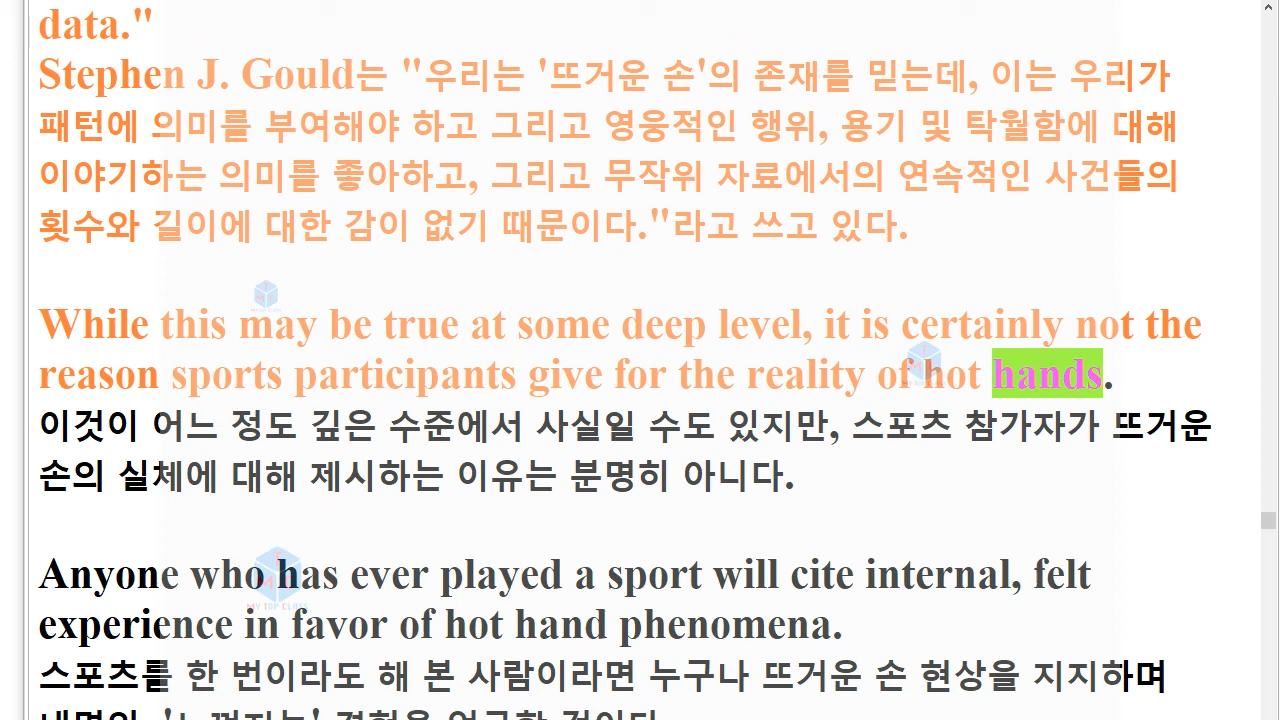 data."
Stephen J. Gould는 "우리는 '뜨거운 손'의 존재를 믿는데, 이는 우리가
패턴에 의미를 부여해야 하고 그리고 영웅적인 행위, 용기 및 탁월함에 대해
이야기하는 의미를 좋아하고, 그리고 무작위 자료에서의 연속적인 사건들의
횟수와 길이에 대한 감이 없기 때문이다."라고 쓰고 있다.
While this may be true at some deep level, it is certainly not the
reason sports participants give for the reality of hot hands.
이것이 어느 정도 깊은 수준에서 사실일 수도 있지만, 스포츠 참가자가 뜨거운
손의 실체에 대해 제시하는 이유는 분명히 아니다.
Anyone who has ever played a sport will cite internal, felt
experience in favor of hot hand phenomena.
MY TOP CLASS
스포츠를 한 번이라도 해 본 사람이라면 누구나 뜨거운 손 현상을 지지하며